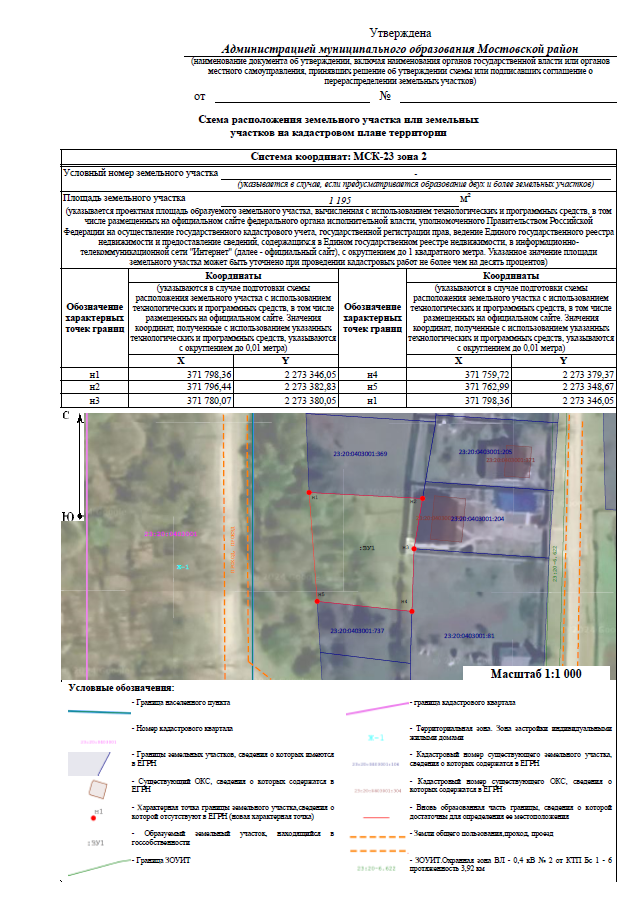 Утверждена
Администрацией муниципального образования Мостовской район
(наименование документа об утверждении, включая наименования органов государственной власти или органов
местного самоуправления, принявших решение об утверждении схемы или подписавших соглашение о
перераспределении земельных участков)
от №
Схема расположения земельного участка или земельных
участков на кадастровом плане территории
Система координат: МСК-23 зона 2
Условный номер земельного участка -
(указывается в случае, если предусматривается образование двух и более земельных участков)
Площадь земельного участка 1 195 м2
(указывается проектная площадь образуемого земельного участка, вычисленная с использованием технологических и программных средств, в том
числе размещенных на официальном сайте федерального органа исполнительной власти, уполномоченного Правительством Российской
Федерации на осуществление государственного кадастрового учета, государственной регистрации прав, ведение Единого государственного реестра
недвижимости и предоставление сведений, содержащихся в Едином государственном реестре недвижимости, в информационно-
телекоммуникационной сети "Интернет" (далее - официальный сайт), с округлением до 1 квадратного метра. Указанное значение площади
земельного участка может быть уточнено при проведении кадастровых работ не более чем на десять процентов)
Обозначение характерных точек границ
Координаты
(указываются в случае подготовки схемы
расположения земельного участка с использованием
технологических и программных средств, в том числе
размещенных на официальном сайте. Значения
координат, полученные с использованием указанных
технологических и программных средств, указываются
с округлением до 0,01 метра)
X Y
Обозначение характерных точек границ
Координаты
(указываются в случае подготовки схемы
расположения земельного участка с использованием
технологических и программных средств, в том числе
размещенных на официальном сайте. Значения
координат, полученные с использованием указанных
технологических и программных средств, указываются
с округлением до 0,01 метра)
X Y
н1 371 798,36 2 273 346,05 н4 371 759,72 2 273 379,37
н2 371 796,44 2 273 382,83 н5 371 762,99 2 273 348,67
н3 371 780,07 2 273 380,05 н1 371 798,36 2 273 346,05
С
Ю
23:20:0403001:369
23:20:0403001:204
:ЗУ1
Ж-1
н1
н2
н3
н4
н5
23:20:0403001:737
23:20:0403001:81
23:20-6.622
Масштаб 1:1 000
Условные обозначения:
- Граница населенного пункта
- граница кадастрового квартала
- Номер кадастрового квартала
Ж-1
- Территориальная зона. Зона застройки индивидуальными
жилыми домами
- Границы земельных участков, сведения о которых имеются
в ЕГРН
- Кадастровый номер существующего земельного участка,
сведения о которых содержатся в ЕГРН
- Существующий ОКС, сведения о которых содержатся в
ЕГРН
- Кадастровый номер существующего ОКС, сведения о
которых содержатся в ЕГРН
н1
- Характерная точка границы земельного участка,сведения о
которой отсутствуют в ЕГРН (новая характерная точка)
- Вновь образованная часть границы, сведения о которой
достаточны для определения ее местоположения
:ЗУ1
- Образуемый земельный участок, находящийся в
госсобственности
- Земли общего пользования,проход, проезд
- Граница ЗОУИТ
23:20-6.622
- ЗОУИТ.Охранная зона ВЛ - 0,4 кВ № 2 от КТП Бс 1 - 6
протяженность 3,92 км